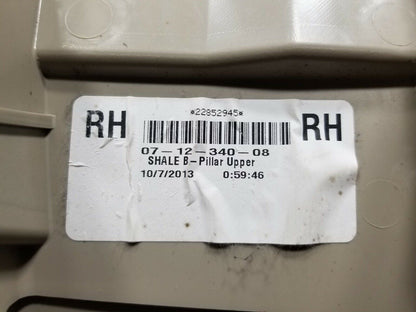 *22852945*
RH RH
07-12-340-08
SHALE B-Pillar Upper
10/7/2013 0:59:46